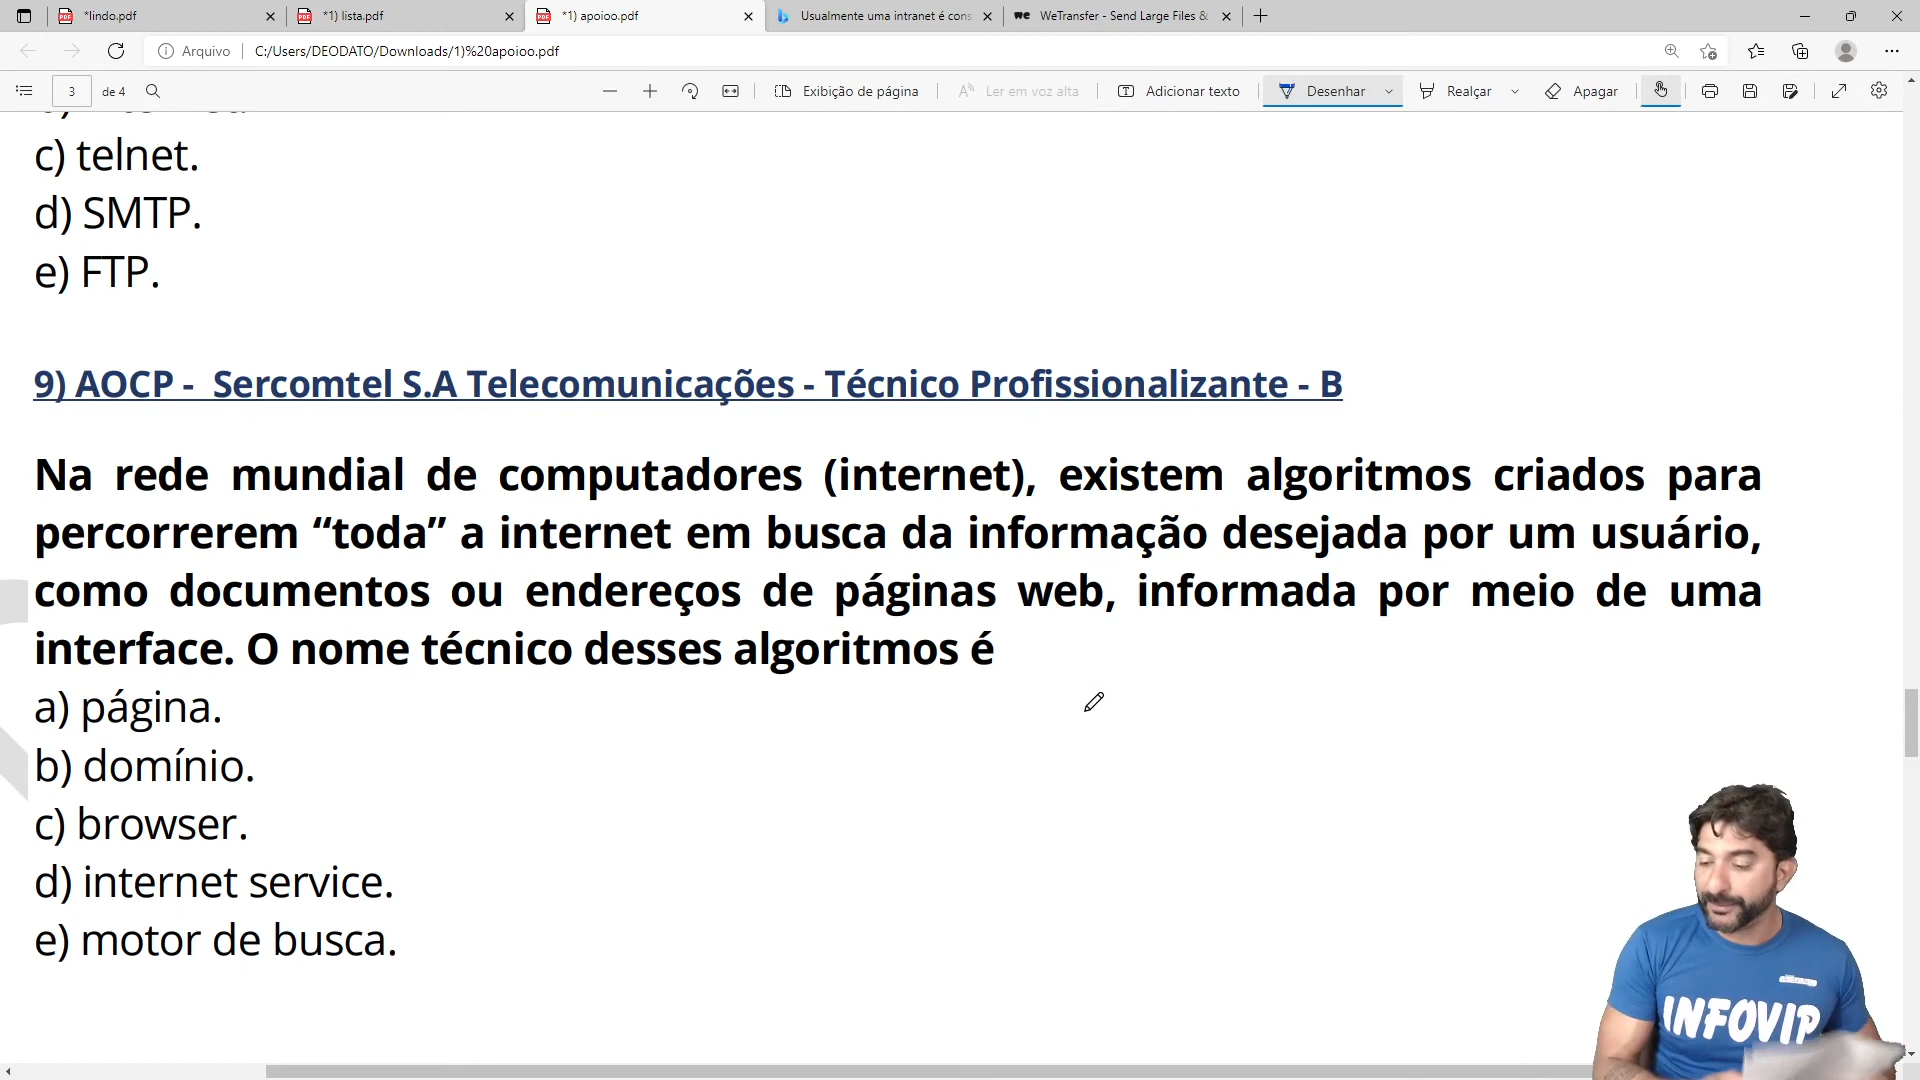 *lindo.pdf
*1) lista.pdf
*1) apoioo.pdf
Usualmente uma intranet é cons
WeTransfer - Send Large Files &
Arquivo
C:/Users/DEODATO/Downloads/1)%20apoioo.pdf
3
de 4
Exibição de página
Ler em voz alta
Adicionar texto
Desenhar
Realçar
Apagar
c) telnet.
d) SMTP.
e) FTP.
9) AOCP - Sercomtel S.A Telecomunicações - Técnico Profissionalizante - B
Na rede mundial de computadores (internet), existem algoritmos criados para
percorrerem “toda” a internet em busca da informação desejada por um usuário,
como documentos ou endereços de páginas web, informada por meio de uma
interface. O nome técnico desses algoritmos é
a) página.
b) domínio.
c) browser.
d) internet service.
e) motor de busca.
INFOVIP